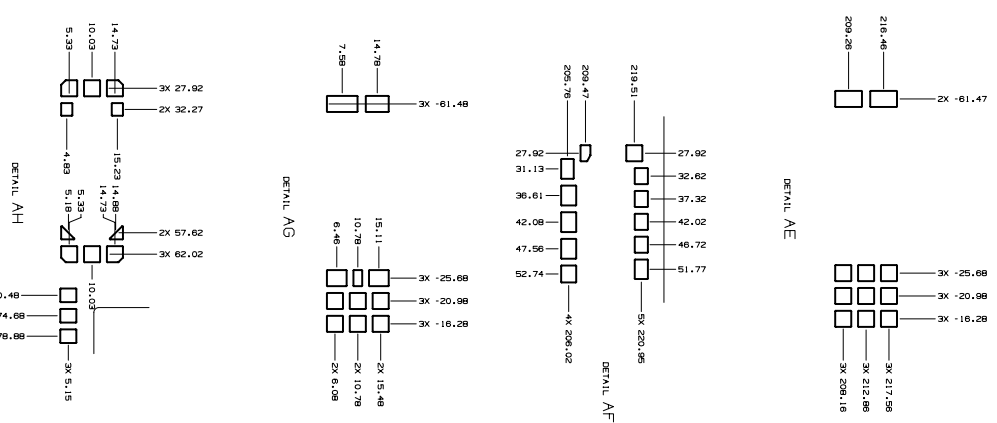 5.33
10.03
14.73
3X 27.92
2X 32.27
4.83
15.23
DETAIL AH
5.18
5.33
14.73
14.88
2X 57.62
3X 62.02
10.03
74.68
78.88
3X 5.15
7.58
14.78
3X -61.48
DETAIL AG
6.46
10.78
15.11
3X -25.68
3X -20.98
3X -16.28
2X 6.08
2X 10.78
2X 15.48
205.76
209.47
219.51
27.92
31.13
36.61
42.08
47.56
52.74
27.92
32.62
37.32
42.02
46.72
51.77
4X 206.02
5X 220.95
DETAIL AF
209.26
216.46
2X -61.47
DETAIL AE
3X -25.68
3X -20.98
3X -16.28
3X 208.16
3X 212.86
3X 217.56